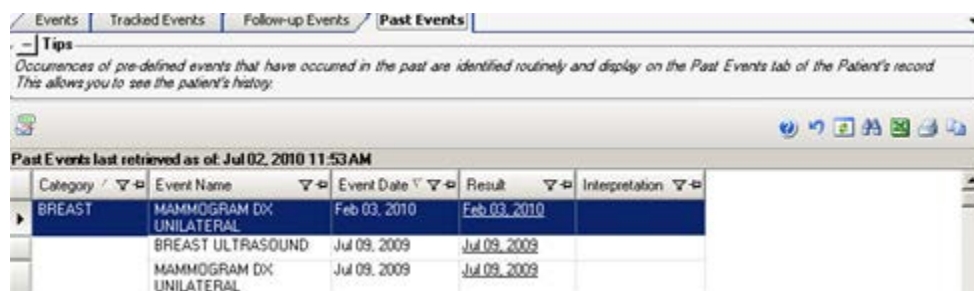 Events Tracked Events Follow-up Events Past Events
Tips
Occurrences of pre-defined events that have occurred in the past are identified routinely and display on the Past Events tab of the Patient's record
This allows you to see the patient's history.
Past Events last retrieved as of: Jul 02, 2010 11:53 AM
Category Event Name Event Date Result Interpretation
BREAST MAMMOGRAM DX UNILATERAL Feb 03, 2010 Feb 03, 2010
BREAST ULTRASOUND Jul 09, 2009 Jul 09, 2009
MAMMOGRAM DX UNILATERAL Jul 09, 2009 Jul 09, 2009